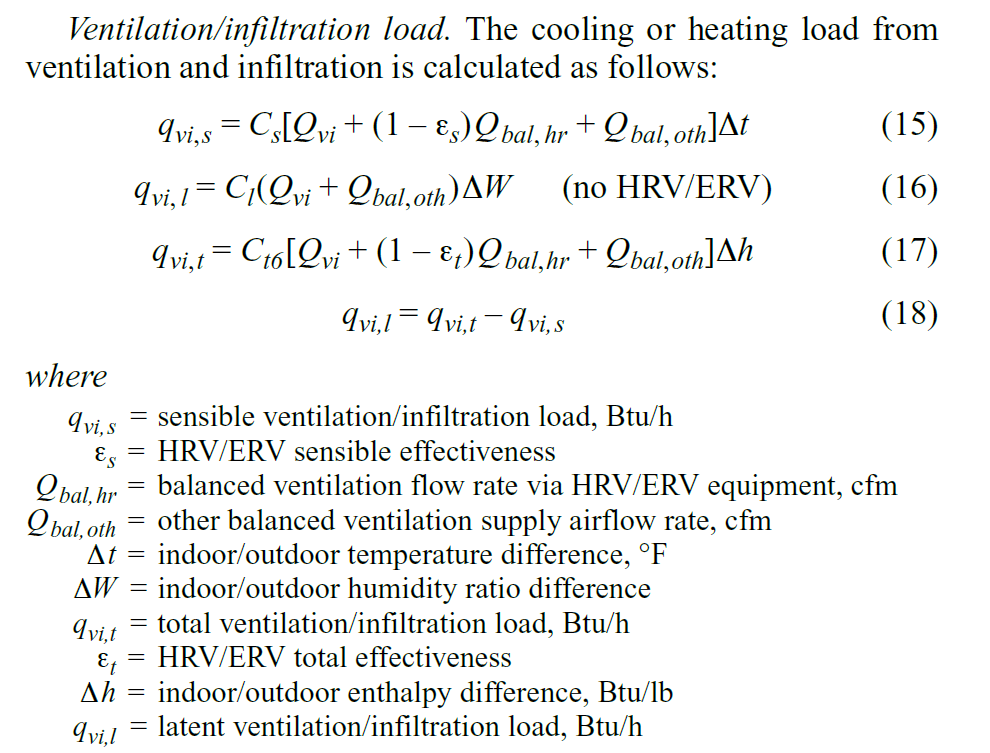 Ventilation/infiltration load. The cooling or heating load from
ventilation and infiltration is calculated as follows:
q_{vi,s} = C_s[Q_{vi} + (1 – ε_s)Q_{bal,hr} + Q_{bal,oth}]Δt (15)
q_{vi,l} = C_l(Q_{vi} + Q_{bal,oth})ΔW (no HRV/ERV) (16)
q_{vi,t} = C_{t6}[Q_{vi} + (1 – ε_t)Q_{bal,hr} + Q_{bal,oth}]Δh (17)
q_{vi,l} = q_{vi,t} – q_{vi,s} (18)
where
q_{vi,s} = sensible ventilation/infiltration load, Btu/h
ε_s = HRV/ERV sensible effectiveness
Q_{bal,hr} = balanced ventilation flow rate via HRV/ERV equipment, cfm
Q_{bal,oth} = other balanced ventilation supply airflow rate, cfm
Δt = indoor/outdoor temperature difference, °F
ΔW = indoor/outdoor humidity ratio difference
q_{vi,t} = total ventilation/infiltration load, Btu/h
ε_t = HRV/ERV total effectiveness
Δh = indoor/outdoor enthalpy difference, Btu/lb
q_{vi,l} = latent ventilation/infiltration load, Btu/h